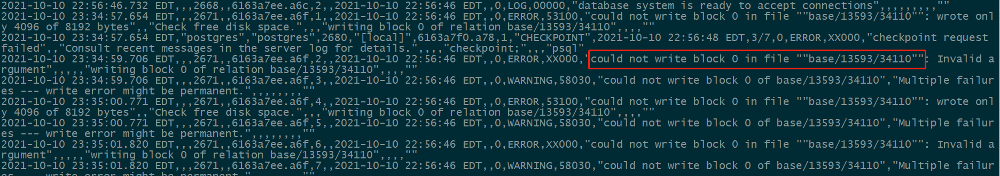 2021-10-10 22:56:46.732 EDT,,,2668,,6163a7ee.a6c,2,,2021-10-10 22:56:46 EDT,,0,LOG,00000,"database system is ready to accept connections",,,,,,,,,""
2021-10-10 23:34:57.654 EDT,,,2671,,6163a7ee.a6f,1,,2021-10-10 22:56:46 EDT,,0,ERROR,53100,"could not write block 0 in file ""base/13593/34110"": wrote onl
y 4096 of 8192 bytes",,"Check free disk space.",,,"writing block 0 of relation base/13593/34110",,,,""
2021-10-10 23:34:57.654 EDT,"postgres","postgres",2680,"[local]",6163a7f0.a78,1,"CHECKPOINT",2021-10-10 22:56:48 EDT,3/7,0,ERROR,XX000,"checkpoint request
failed",,"Consult recent messages in the server log for details.",,,,"checkpoint;",,,"psql"
2021-10-10 23:34:59.706 EDT,,,2671,,6163a7ee.a6f,2,,2021-10-10 22:56:46 EDT,,0,ERROR,XX000,"could not write block 0 in file ""base/13593/34110"": Invalid a
rgument",,,,,"writing block 0 of relation base/13593/34110",,,,""
2021-10-10 23:34:59.706 EDT,,,2671,,6163a7ee.a6f,3,,2021-10-10 22:56:46 EDT,,0,WARNING,58030,"could not write block 0 of base/13593/34110","Multiple failur
es --- write error might be permanent.",,,,,,,,""
2021-10-10 23:35:00.771 EDT,,,2671,,6163a7ee.a6f,4,,2021-10-10 22:56:46 EDT,,0,ERROR,53100,"could not write block 0 in file ""base/13593/34110"": wrote onl
y 4096 of 8192 bytes",,"Check free disk space.",,,"writing block 0 of relation base/13593/34110",,,,""
2021-10-10 23:35:00.771 EDT,,,2671,,6163a7ee.a6f,5,,2021-10-10 22:56:46 EDT,,0,WARNING,58030,"could not write block 0 of base/13593/34110","Multiple failur
es --- write error might be permanent.",,,,,,,,""
2021-10-10 23:35:01.820 EDT,,,2671,,6163a7ee.a6f,6,,2021-10-10 22:56:46 EDT,,0,ERROR,XX000,"could not write block 0 in file ""base/13593/34110"": Invalid a
rgument",,,,,"writing block 0 of relation base/13593/34110",,,,""
2021-10-10 23:35:01.820 EDT,,,2671,,6163a7ee.a6f,7,,2021-10-10 22:56:46 EDT,,0,WARNING,58030,"could not write block 0 of base/13593/34110","Multiple failur
es --- write error might be permanent.",,,,,,,,""